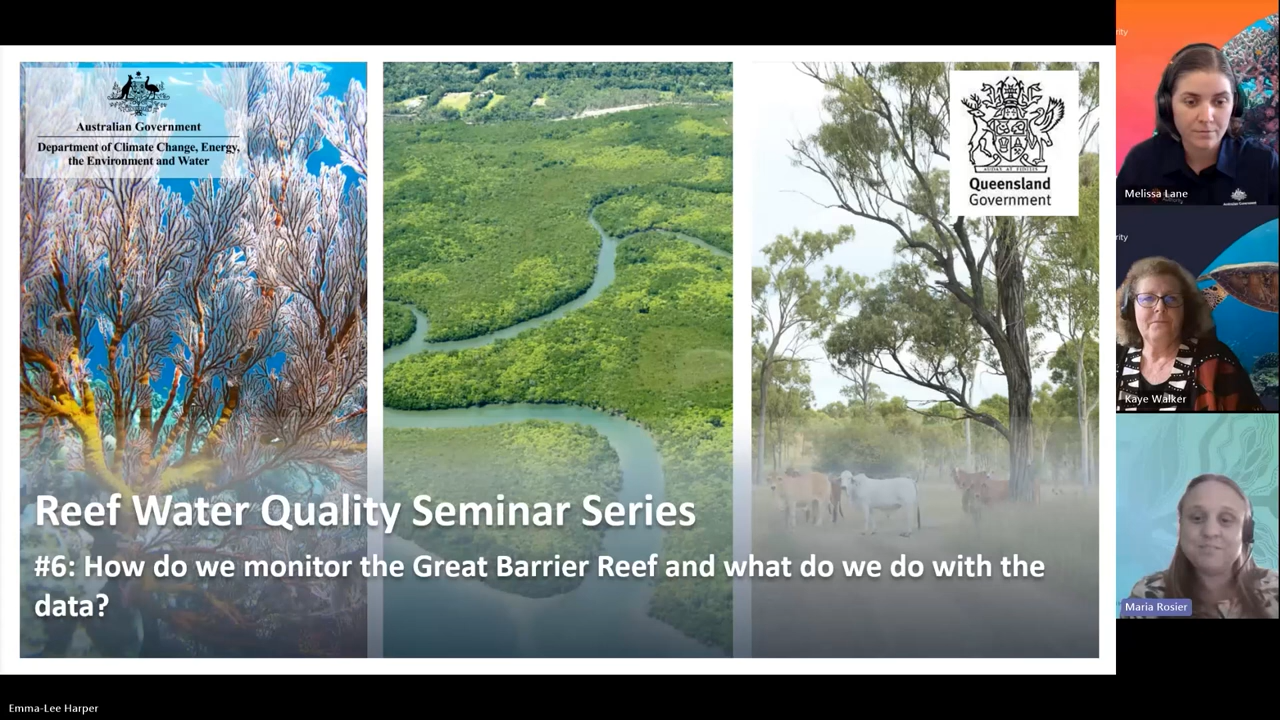 Australian Government
Department of Climate Change, Energy,
the Environment and Water
Queensland
Government
Reef Water Quality Seminar Series
#6: How do we monitor the Great Barrier Reef and what do we do with the
data?
rity
Melissa Lane
rity
Kaye Walker
Maria Rosier
Emma-Lee Harper